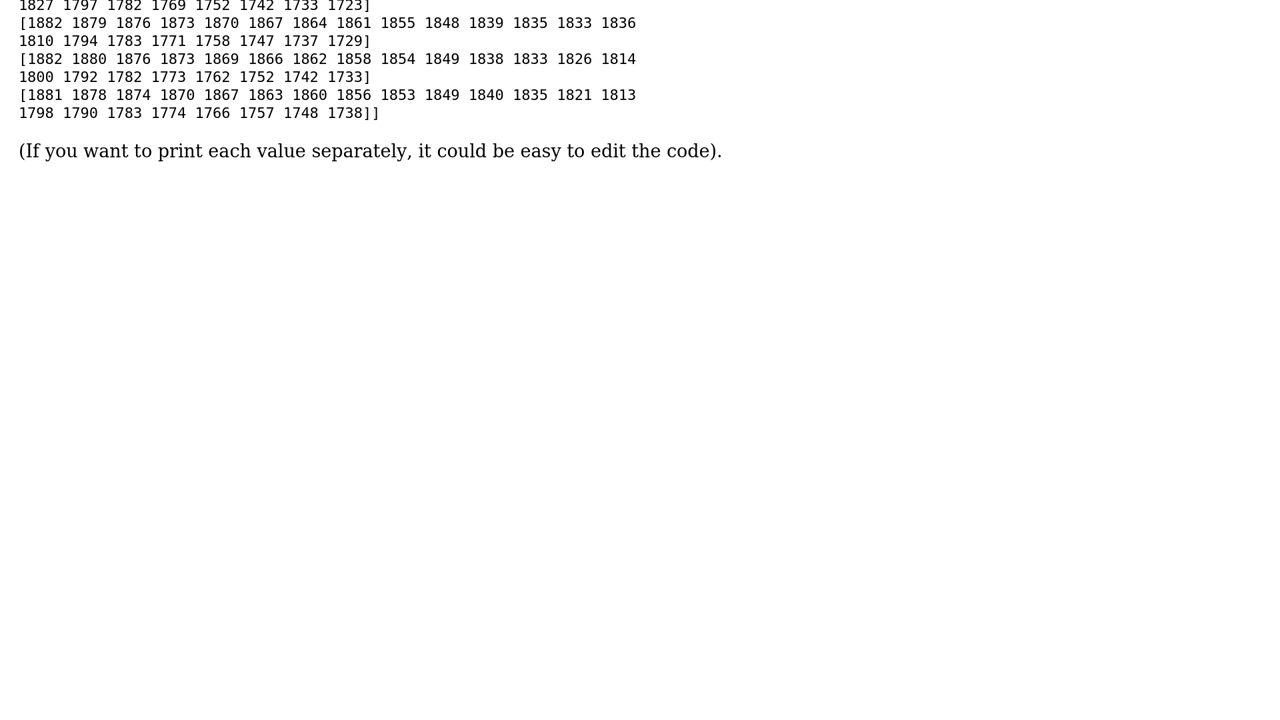 1827 1797 1782 1769 1752 1742 1733 1723]
[1882 1879 1876 1873 1870 1867 1864 1861 1855 1848 1839 1835 1833 1836
1810 1794 1783 1771 1758 1747 1737 1729]
[1882 1880 1876 1873 1869 1866 1862 1858 1854 1849 1838 1833 1826 1814
1800 1792 1782 1773 1762 1752 1742 1733]
[1881 1878 1874 1870 1867 1863 1860 1856 1853 1849 1840 1835 1821 1813
1798 1790 1783 1774 1766 1757 1748 1738]]
(If you want to print each value separately, it could be easy to edit the code).